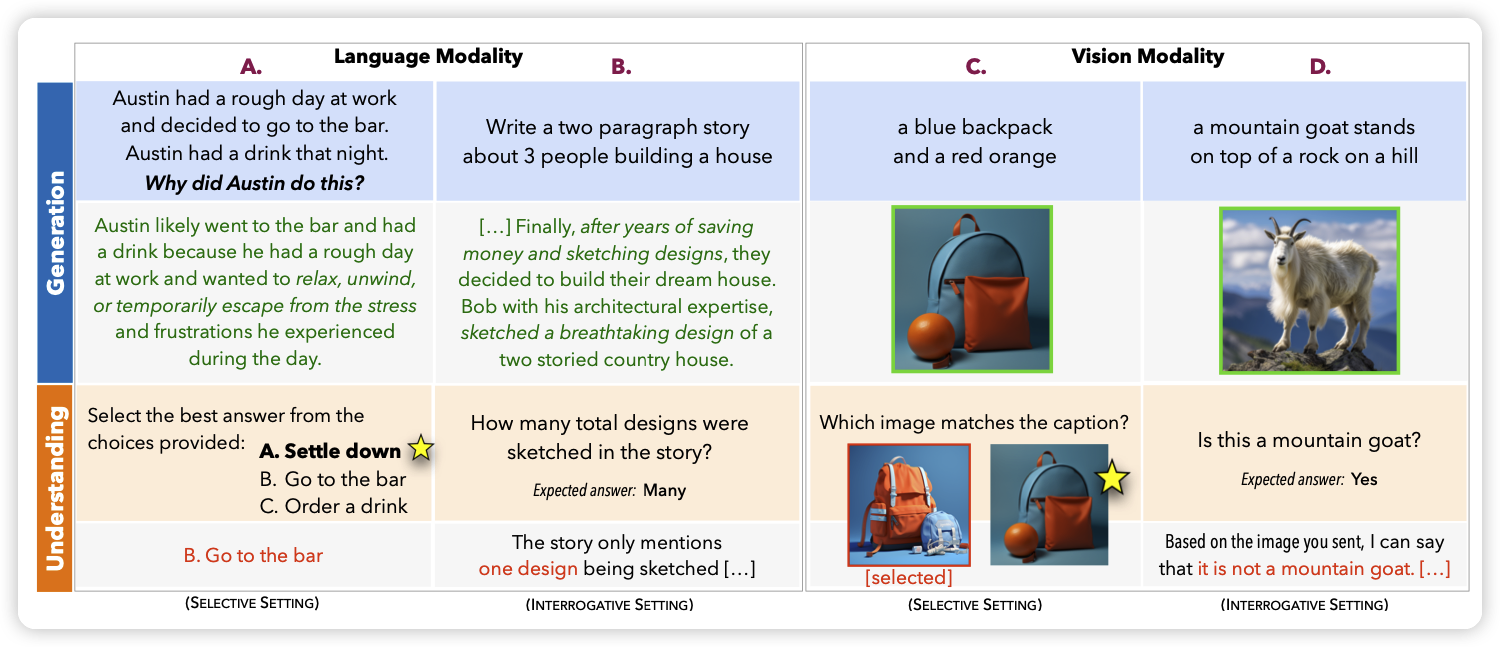 Language Modality
Vision Modality
A.
B.
C.
D.
Generation
Austin had a rough day at work
and decided to go to the bar.
Austin had a drink that night.
Why did Austin do this?
Write a two paragraph story
about 3 people building a house
a blue backpack
and a red orange
a mountain goat stands
on top of a rock on a hill
Austin likely went to the bar and had
a drink because he had a rough day
at work and wanted to relax, unwind,
or temporarily escape from the stress
and frustrations he experienced
during the day.
[…] Finally, after years of saving
money and sketching designs, they
decided to build their dream house.
Bob with his architectural expertise,
sketched a breathtaking design of a
two storied country house.
Understanding
Select the best answer from the
choices provided:
A. Settle down
B. Go to the bar
C. Order a drink
How many total designs were
sketched in the story?
Expected answer: Many
Which image matches the caption?
Is this a mountain goat?
Expected answer: Yes
B. Go to the bar
The story only mentions
one design being sketched […]
[selected]
Based on the image you sent, I can say
that it is not a mountain goat. […]
(SELECTIVE SETTING)
(INTERROGATIVE SETTING)
(SELECTIVE SETTING)
(INTERROGATIVE SETTING)